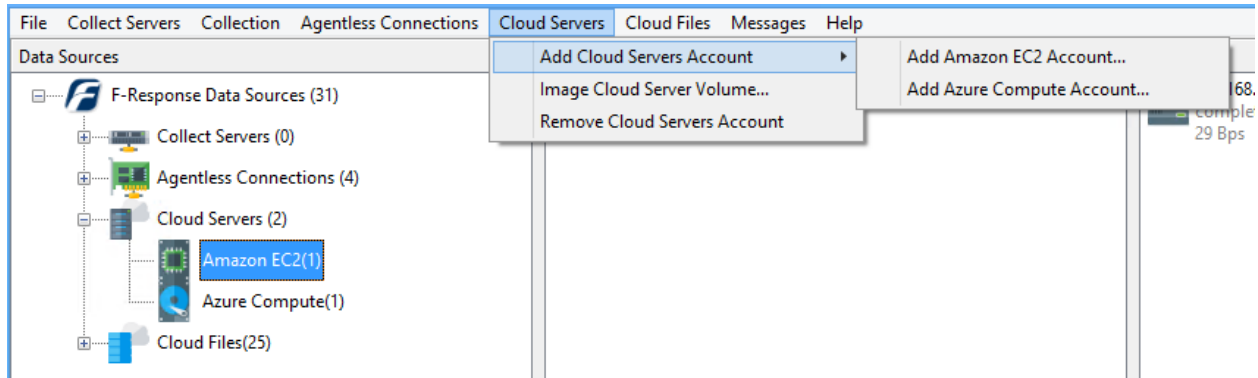 File Collect Servers Collection Agentless Connections Cloud Servers Cloud Files Messages Help
Data Sources
Add Cloud Servers Account
Image Cloud Server Volume...
Remove Cloud Servers Account
Add Amazon EC2 Account...
Add Azure Compute Account...
168.
29 Bps
F-Response Data Sources (31)
Collect Servers (0)
Agentless Connections (4)
Cloud Servers (2)
Amazon EC2(1)
Azure Compute(1)
Cloud Files(25)